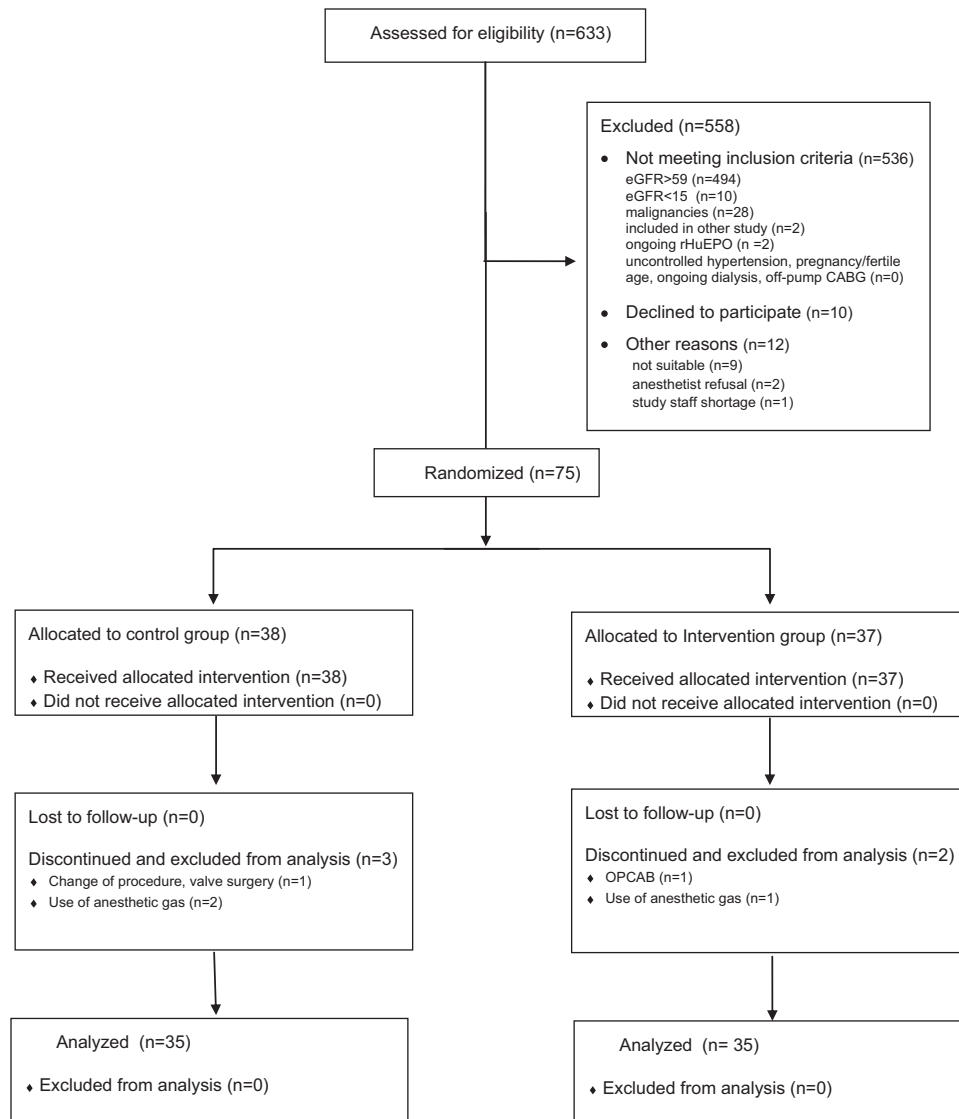 Assessed for eligibility (n=633)
Excluded (n=558)
• Not meeting inclusion criteria (n=536)
eGFR>59 (n=494)
eGFR<15 (n=10)
malignancies (n=28)
included in other study (n=2)
ongoing rHuEPO (n =2)
uncontrolled hypertension, pregnancy/fertile
age, ongoing dialysis, off-pump CABG (n=0)
• Declined to participate (n=10)
• Other reasons (n=12)
not suitable (n=9)
anesthetist refusal (n=2)
study staff shortage (n=1)
Randomized (n=75)
Allocated to control group (n=38)
♦ Received allocated intervention (n=38)
♦ Did not receive allocated intervention (n=0)
Allocated to Intervention group (n=37)
♦ Received allocated intervention (n=37)
♦ Did not receive allocated intervention (n=0)
Lost to follow-up (n=0)
Discontinued and excluded from analysis (n=3)
♦ Change of procedure, valve surgery (n=1)
♦ Use of anesthetic gas (n=2)
Lost to follow-up (n=0)
Discontinued and excluded from analysis (n=2)
♦ OPCAB (n=1)
♦ Use of anesthetic gas (n=1)
Analyzed (n=35)
♦ Excluded from analysis (n=0)
Analyzed (n= 35)
♦ Excluded from analysis (n=0)